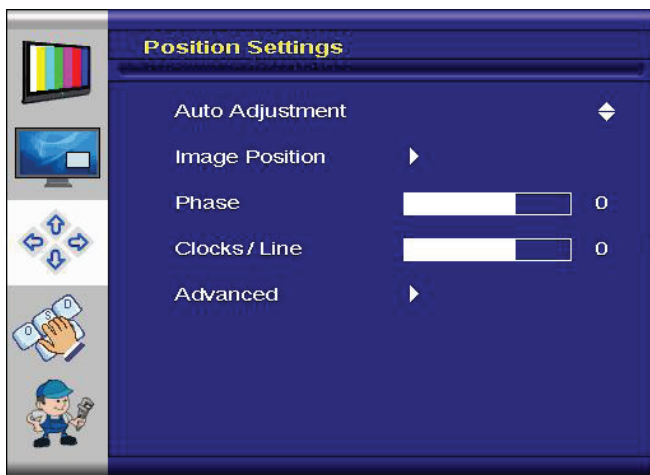 Position Settings
Auto Adjustment
Image Position
Phase 0
Clocks / Line 0
Advanced
O S D